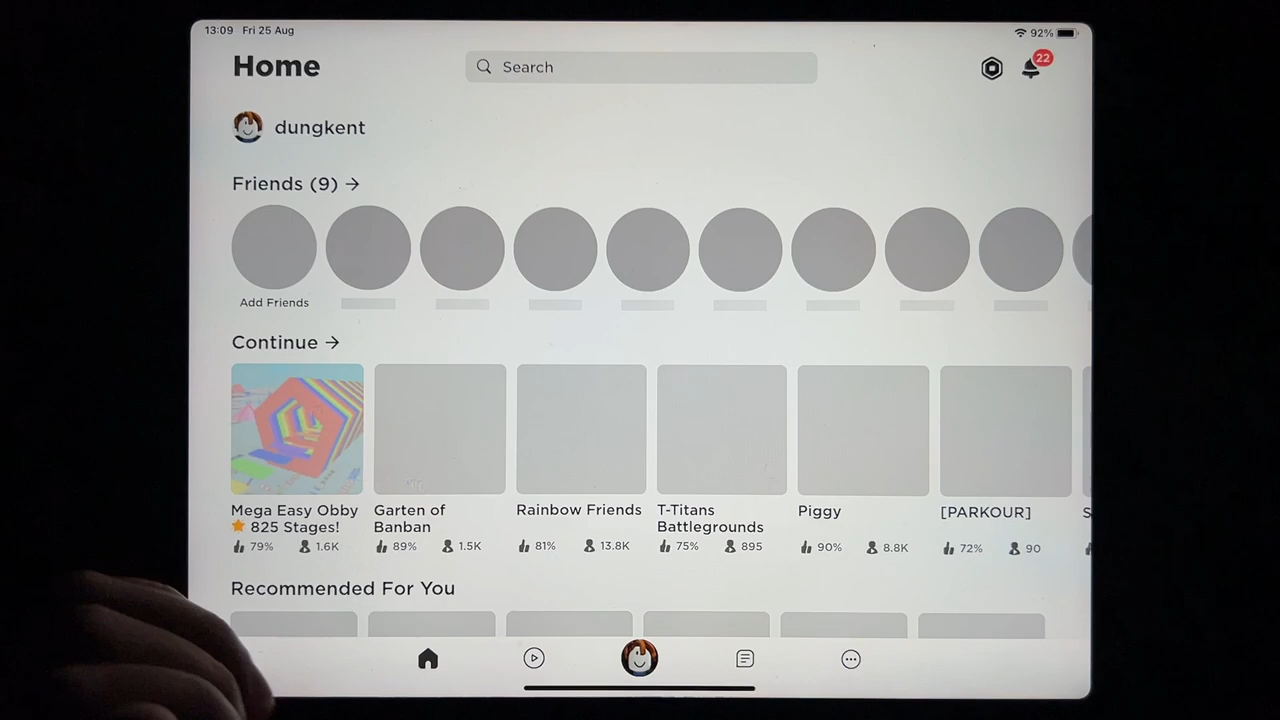 13:09 Fri 25 Aug
92%
Home
Search
22
dungkent
Friends (9) →
Add Friends
Continue →
Mega Easy Obby
⭐ 825 Stages!
79% 1.6K
Garten of
Banban
89% 1.5K
Rainbow Friends
81% 13.8K
T-Titans
Battlegrounds
75% 895
Piggy
90% 8.8K
[PARKOUR]
72% 90
S
Recommended For You